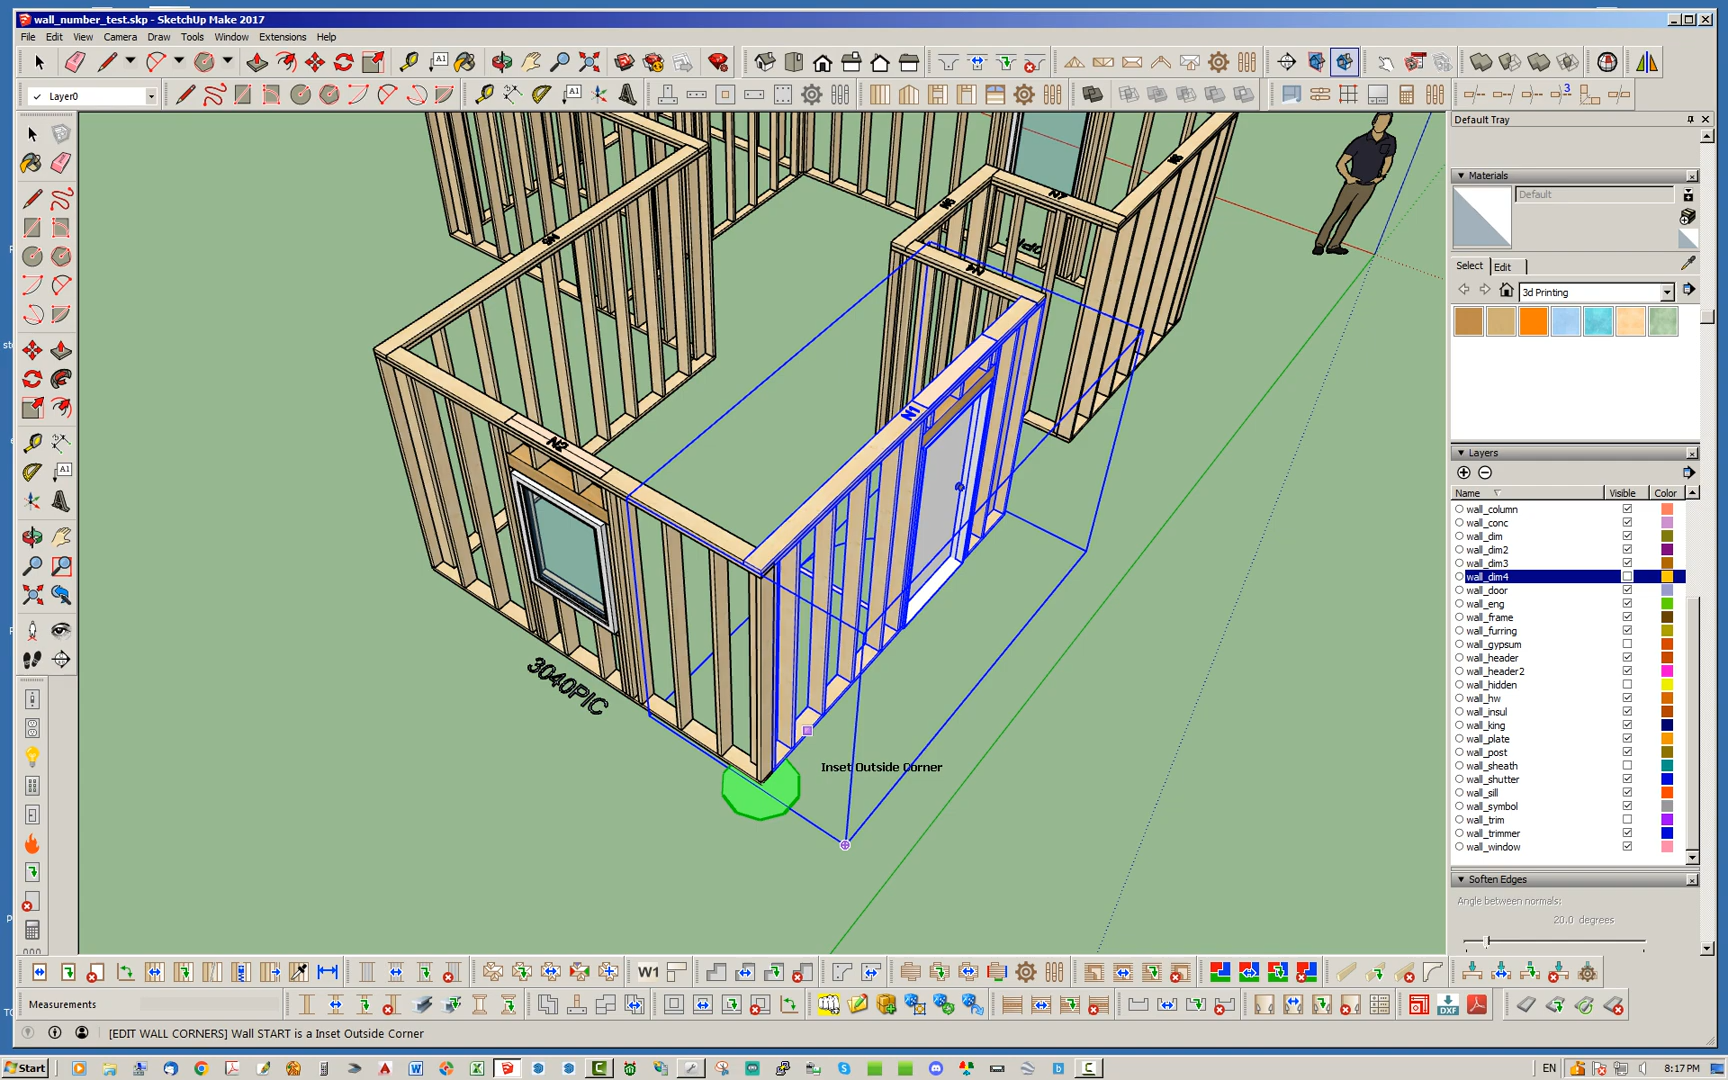 wall_number_test.skp - SketchUp Make 2017
File Edit View Camera Draw Tools Window Extensions Help
Layer0
Default Tray
Materials
Default
Select Edit
3d Printing
Layers
Name Visible Color
wall_column
wall_conc
wall_dim
wall_dim2
wall_dim3
wall_dim4
wall_door
wall_eng
wall_frame
wall_furring
wall_gypsum
wall_header
wall_header2
wall_hidden
wall_hw
wall_insul
wall_king
wall_plate
wall_post
wall_sheath
wall_shutter
wall_sill
wall_symbol
wall_trim
wall_trimmer
wall_window
Soften Edges
Angle between normals:
20.0 degrees
N1
N2
3040PIC
Inset Outside Corner
W1
DXF
Measurements
[EDIT WALL CORNERS] Wall START is a Inset Outside Corner
Start
EN
8:17 PM